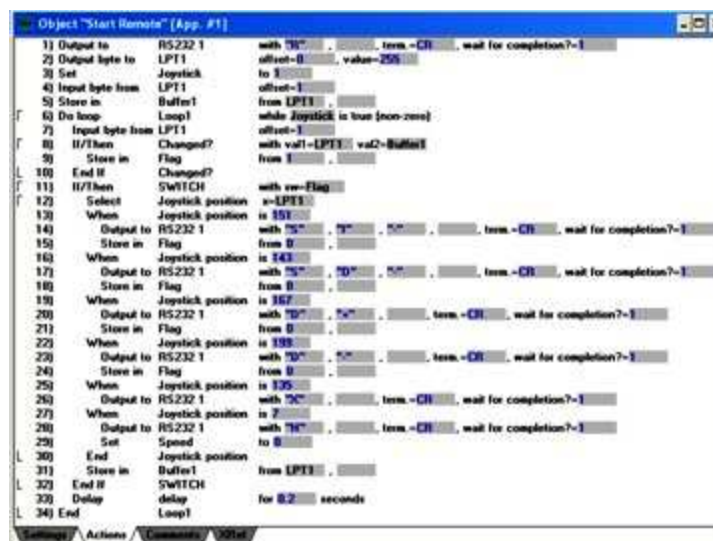 Object "Start Remote" (App. #1)
1) Output to RS232 1 with "R" , , term.=CR , wait for completion?=1
2) Output byte to LPT1 offset=0 , value=255
3) Set Joystick to 1
4) Input byte from LPT1 offset=1
5) Store in Buffer1 from LPT1 ,
6) Do loop Loop1 while Joystick is true (non-zero)
7) Input byte from LPT1 offset=1
8) If/Then Changed? with val1=LPT1 val2=Buffer1
9) Store in Flag from 1 ,
10) End If Changed?
11) If/Then SWITCH with sw=Flag
12) Select Joystick position x=LPT1
13) When Joystick position is 151
14) Output to RS232 1 with "S" , , "-" , , term.=CR , wait for completion?=1
15) Store in Flag from 0 ,
16) When Joystick position is 143
17) Output to RS232 1 with "S" , "D" , "-" , , term.=CR , wait for completion?=1
18) Store in Flag from 0 ,
19) When Joystick position is 167
20) Output to RS232 1 with "D" , "+" , , term.=CR , wait for completion?=1
21) Store in Flag from 0 ,
22) When Joystick position is 199
23) Output to RS232 1 with "D" , "-" , , term.=CR , wait for completion?=1
24) Store in Flag from 0 ,
25) When Joystick position is 135
26) Output to RS232 1 with "X" , , term.=CR , wait for completion?=1
27) When Joystick position is 7
28) Output to RS232 1 with "H" , , term.=CR , wait for completion?=1
29) Set Speed to 0
30) End Joystick position
31) Store in Buffer1 from LPT1 ,
32) End If SWITCH
33) Delay delay for 0.2 seconds
34) End Loop1
Settings Actions Comments XRef